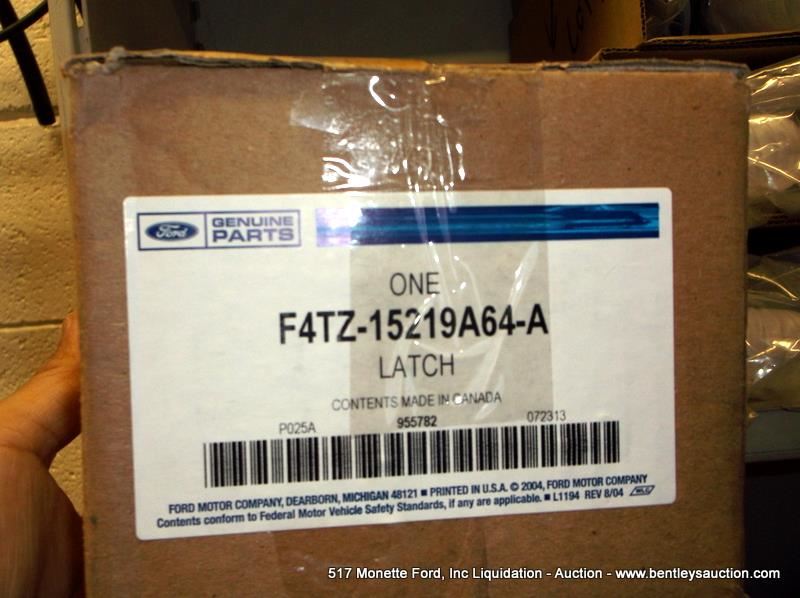 Ford GENUINE PARTS
ONE
F4TZ-15219A64-A
LATCH
CONTENTS MADE IN CANADA
P025A 955782 072313
FORD MOTOR COMPANY, DEARBORN, MICHIGAN 48121 ■ PRINTED IN U.S.A. © 2004, FORD MOTOR COMPANY
Contents conform to Federal Motor Vehicle Safety Standards, if any are applicable. ■ L1194 REV 8/04
517 Monette Ford, Inc Liquidation - Auction - www.bentleysauction.com